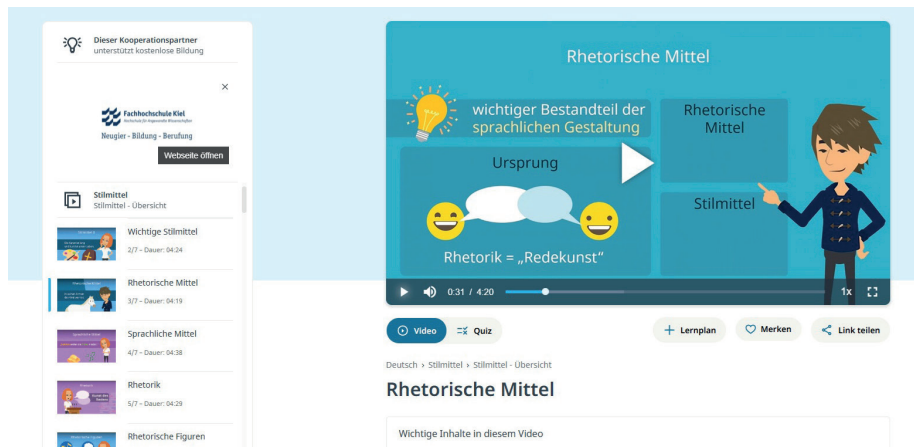 Dieser Kooperationspartner
unterstützt kostenlose Bildung
×
Fachhochschule Kiel
Hochschule für Angewandte Wissenschaften
Neugier - Bildung - Berufung
Webseite öffnen
Stilmittel
Stilmittel - Übersicht
Wichtige Stilmittel
2/7 – Dauer: 04:24
Rhetorische Mittel
3/7 – Dauer: 04:19
Sprachliche Mittel
4/7 – Dauer: 04:38
Rhetorik
5/7 – Dauer: 04:29
Rhetorische Figuren
Rhetorische Mittel
wichtiger Bestandteil der
sprachlichen Gestaltung
Rhetorische
Mittel
Ursprung
Rhetorik = „Redekunst“
Stilmittel
0:31 / 4:20
1x
Video
Quiz
+ Lernplan
Merken
Link teilen
Deutsch › Stilmittel › Stilmittel - Übersicht
Rhetorische Mittel
Wichtige Inhalte in diesem Video